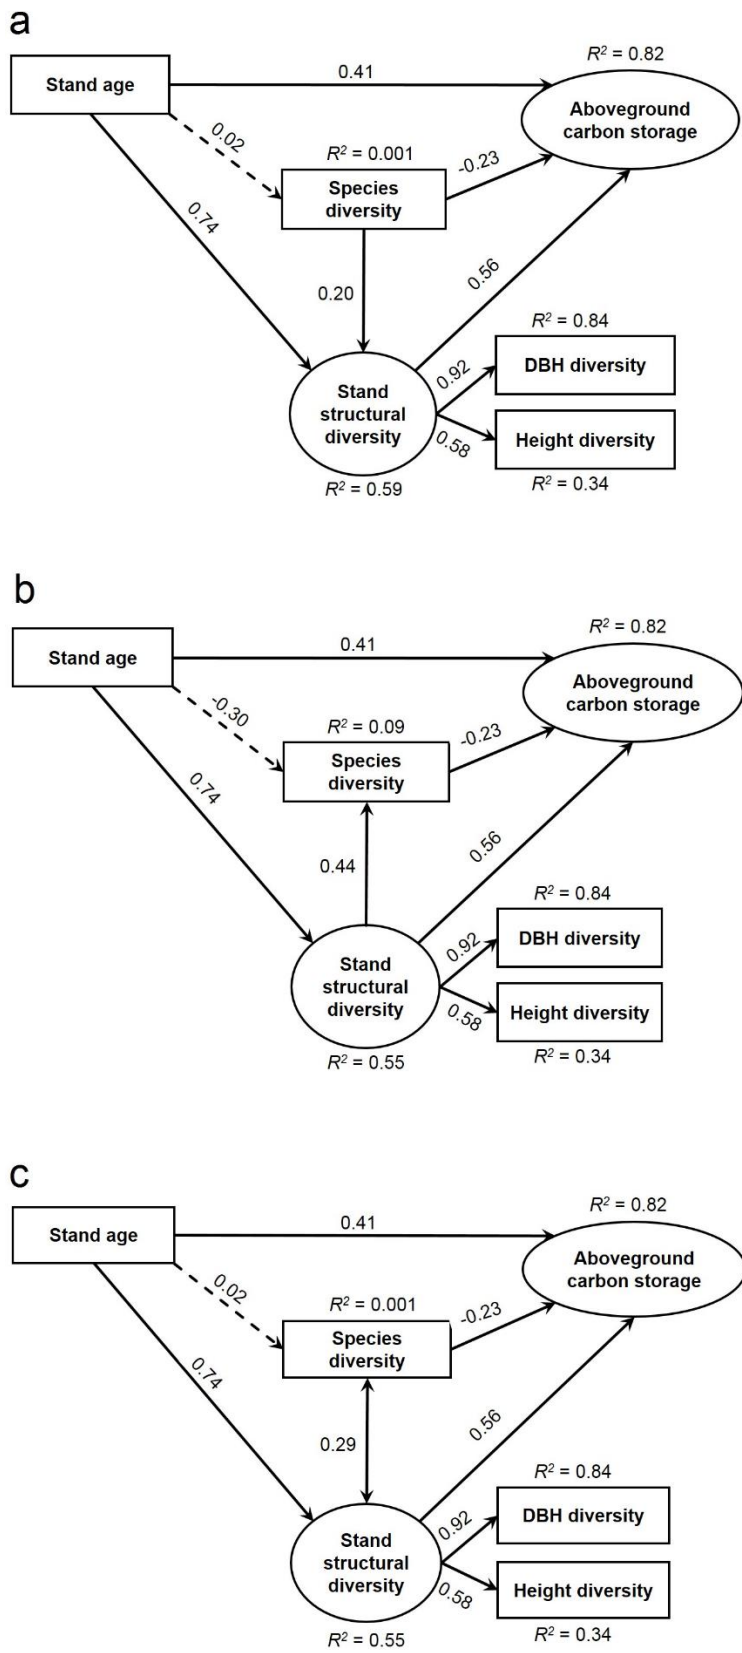 a
R² = 0.82
Stand age
0.41
Aboveground
carbon storage
0.02
R² = 0.001
-0.23
Species
diversity
0.74
0.20
0.56
R² = 0.84
Stand
structural
diversity
0.92
DBH diversity
0.58
Height diversity
R² = 0.59
R² = 0.34
b
R² = 0.82
Stand age
0.41
Aboveground
carbon storage
-0.30
R² = 0.09
-0.23
Species
diversity
0.74
0.44
0.56
R² = 0.84
Stand
structural
diversity
0.92
DBH diversity
0.58
Height diversity
R² = 0.55
R² = 0.34
c
R² = 0.82
Stand age
0.41
Aboveground
carbon storage
0.02
R² = 0.001
-0.23
Species
diversity
0.74
0.29
0.56
R² = 0.84
Stand
structural
diversity
0.92
DBH diversity
0.58
Height diversity
R² = 0.55
R² = 0.34